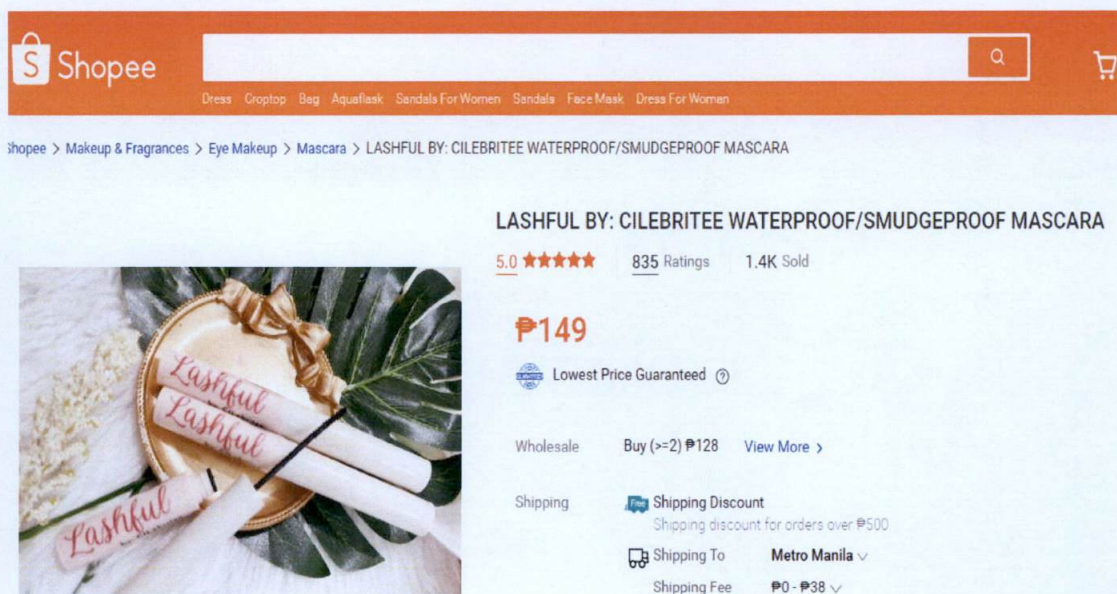 Shopee
Dress Croptop Bag Aquaflask Sandals For Women Sandals Face Mask Dress For Woman
Shopee > Makeup & Fragrances > Eye Makeup > Mascara > LASHFUL BY: CILEBRITEE WATERPROOF/SMUDGEPROOF MASCARA
LASHFUL BY: CILEBRITEE WATERPROOF/SMUDGEPROOF MASCARA
5.0 ★★★★★ 835 Ratings 1.4K Sold
₱149
Lowest Price Guaranteed ?
Wholesale Buy (>=2) ₱128 View More >
Shipping Free Shipping Discount
Shipping discount for orders over ₱500
Shipping To Metro Manila
Shipping Fee ₱0 - ₱38
Lashful
Lashful
Lashful